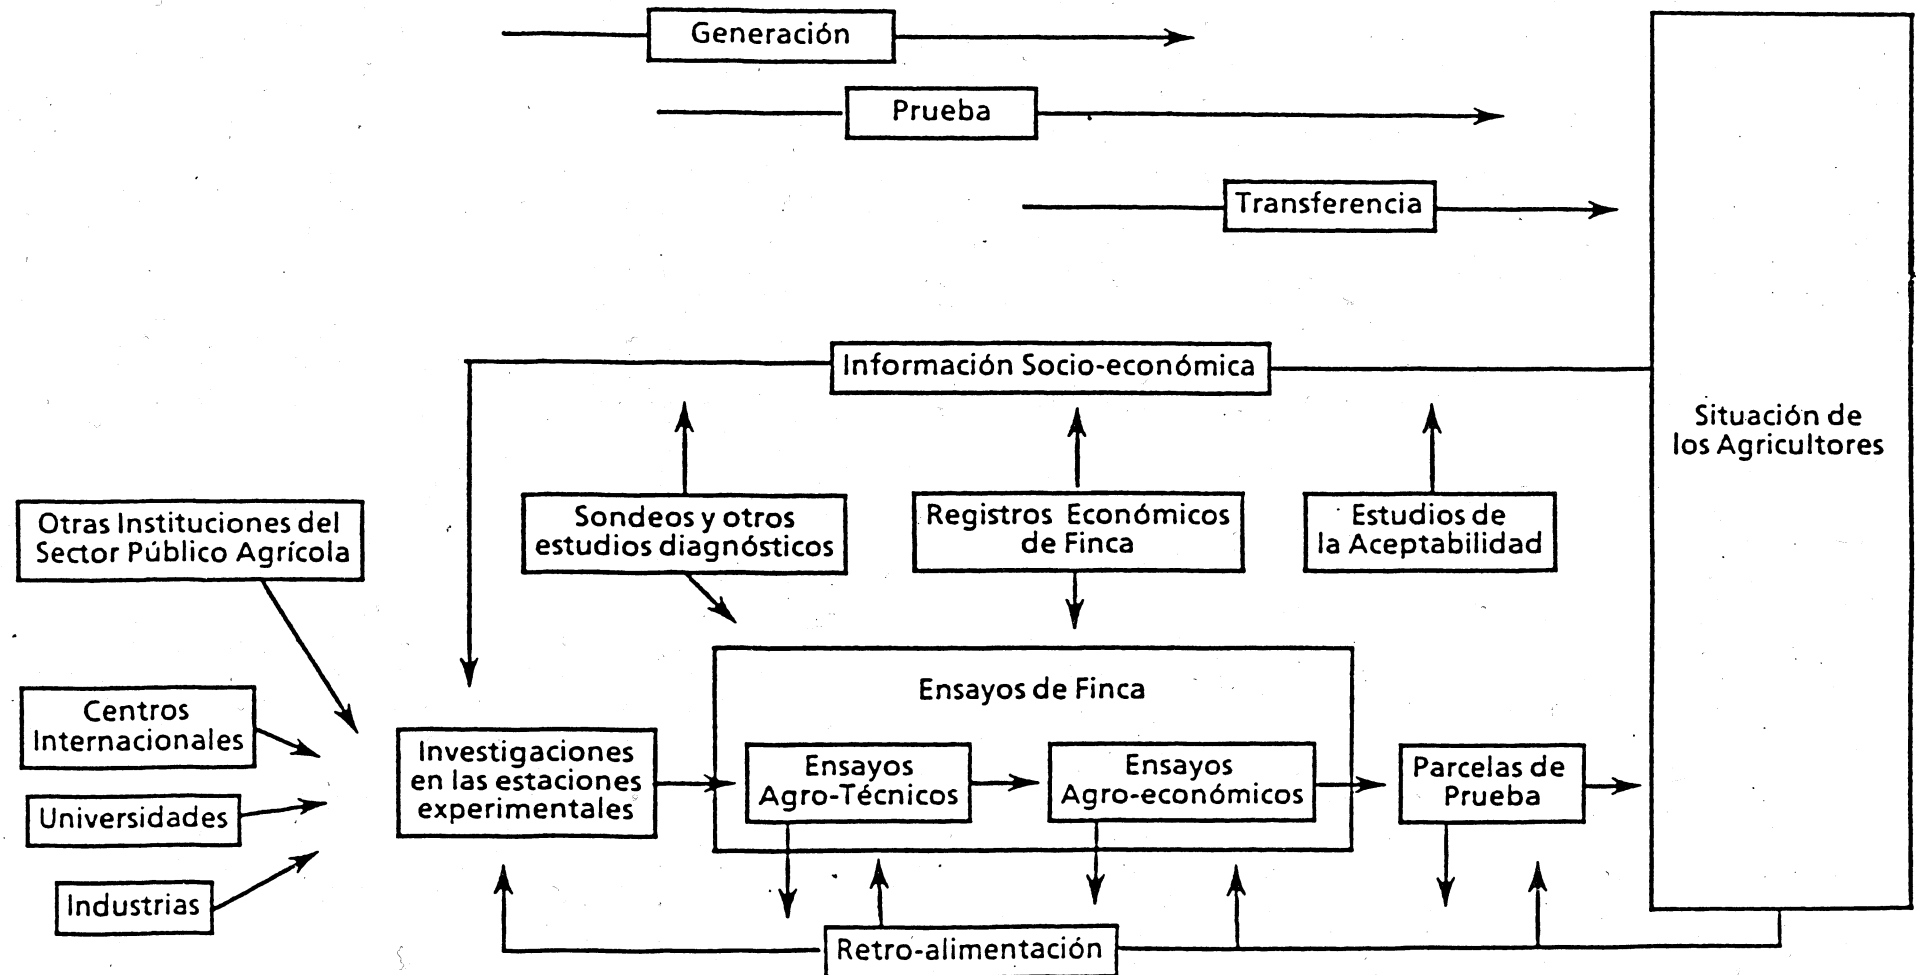 Generación
Prueba
Transferencia
Información Socio-económica
Situación de
los Agricultores
Otras Instituciones del
Sector Público Agrícola
Sondeos y otros
estudios diagnósticos
Registros Económicos
de Finca
Estudios de
la Aceptabilidad
Centros
Internacionales
Universidades
Industrias
Investigaciones
en las estaciones
experimentales
Ensayos de Finca
Ensayos
Agro-Técnicos
Ensayos
Agro-económicos
Parcelas de
Prueba
Retro-alimentación